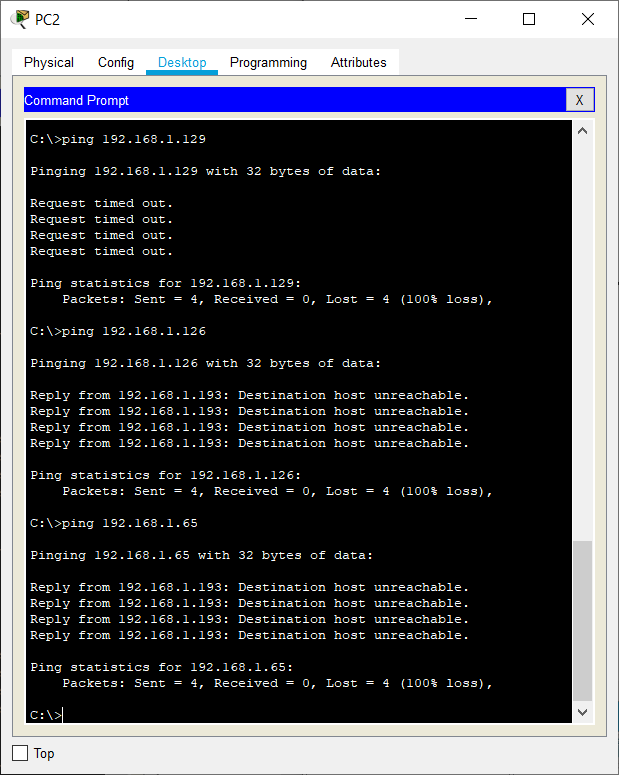 PC2
Physical Config Desktop Programming Attributes
Command Prompt X
C:\>ping 192.168.1.129
Pinging 192.168.1.129 with 32 bytes of data:
Request timed out.
Request timed out.
Request timed out.
Request timed out.
Ping statistics for 192.168.1.129:
Packets: Sent = 4, Received = 0, Lost = 4 (100% loss),
C:\>ping 192.168.1.126
Pinging 192.168.1.126 with 32 bytes of data:
Reply from 192.168.1.193: Destination host unreachable.
Reply from 192.168.1.193: Destination host unreachable.
Reply from 192.168.1.193: Destination host unreachable.
Reply from 192.168.1.193: Destination host unreachable.
Ping statistics for 192.168.1.126:
Packets: Sent = 4, Received = 0, Lost = 4 (100% loss),
C:\>ping 192.168.1.65
Pinging 192.168.1.65 with 32 bytes of data:
Reply from 192.168.1.193: Destination host unreachable.
Reply from 192.168.1.193: Destination host unreachable.
Reply from 192.168.1.193: Destination host unreachable.
Reply from 192.168.1.193: Destination host unreachable.
Ping statistics for 192.168.1.65:
Packets: Sent = 4, Received = 0, Lost = 4 (100% loss),
C:\>
Top